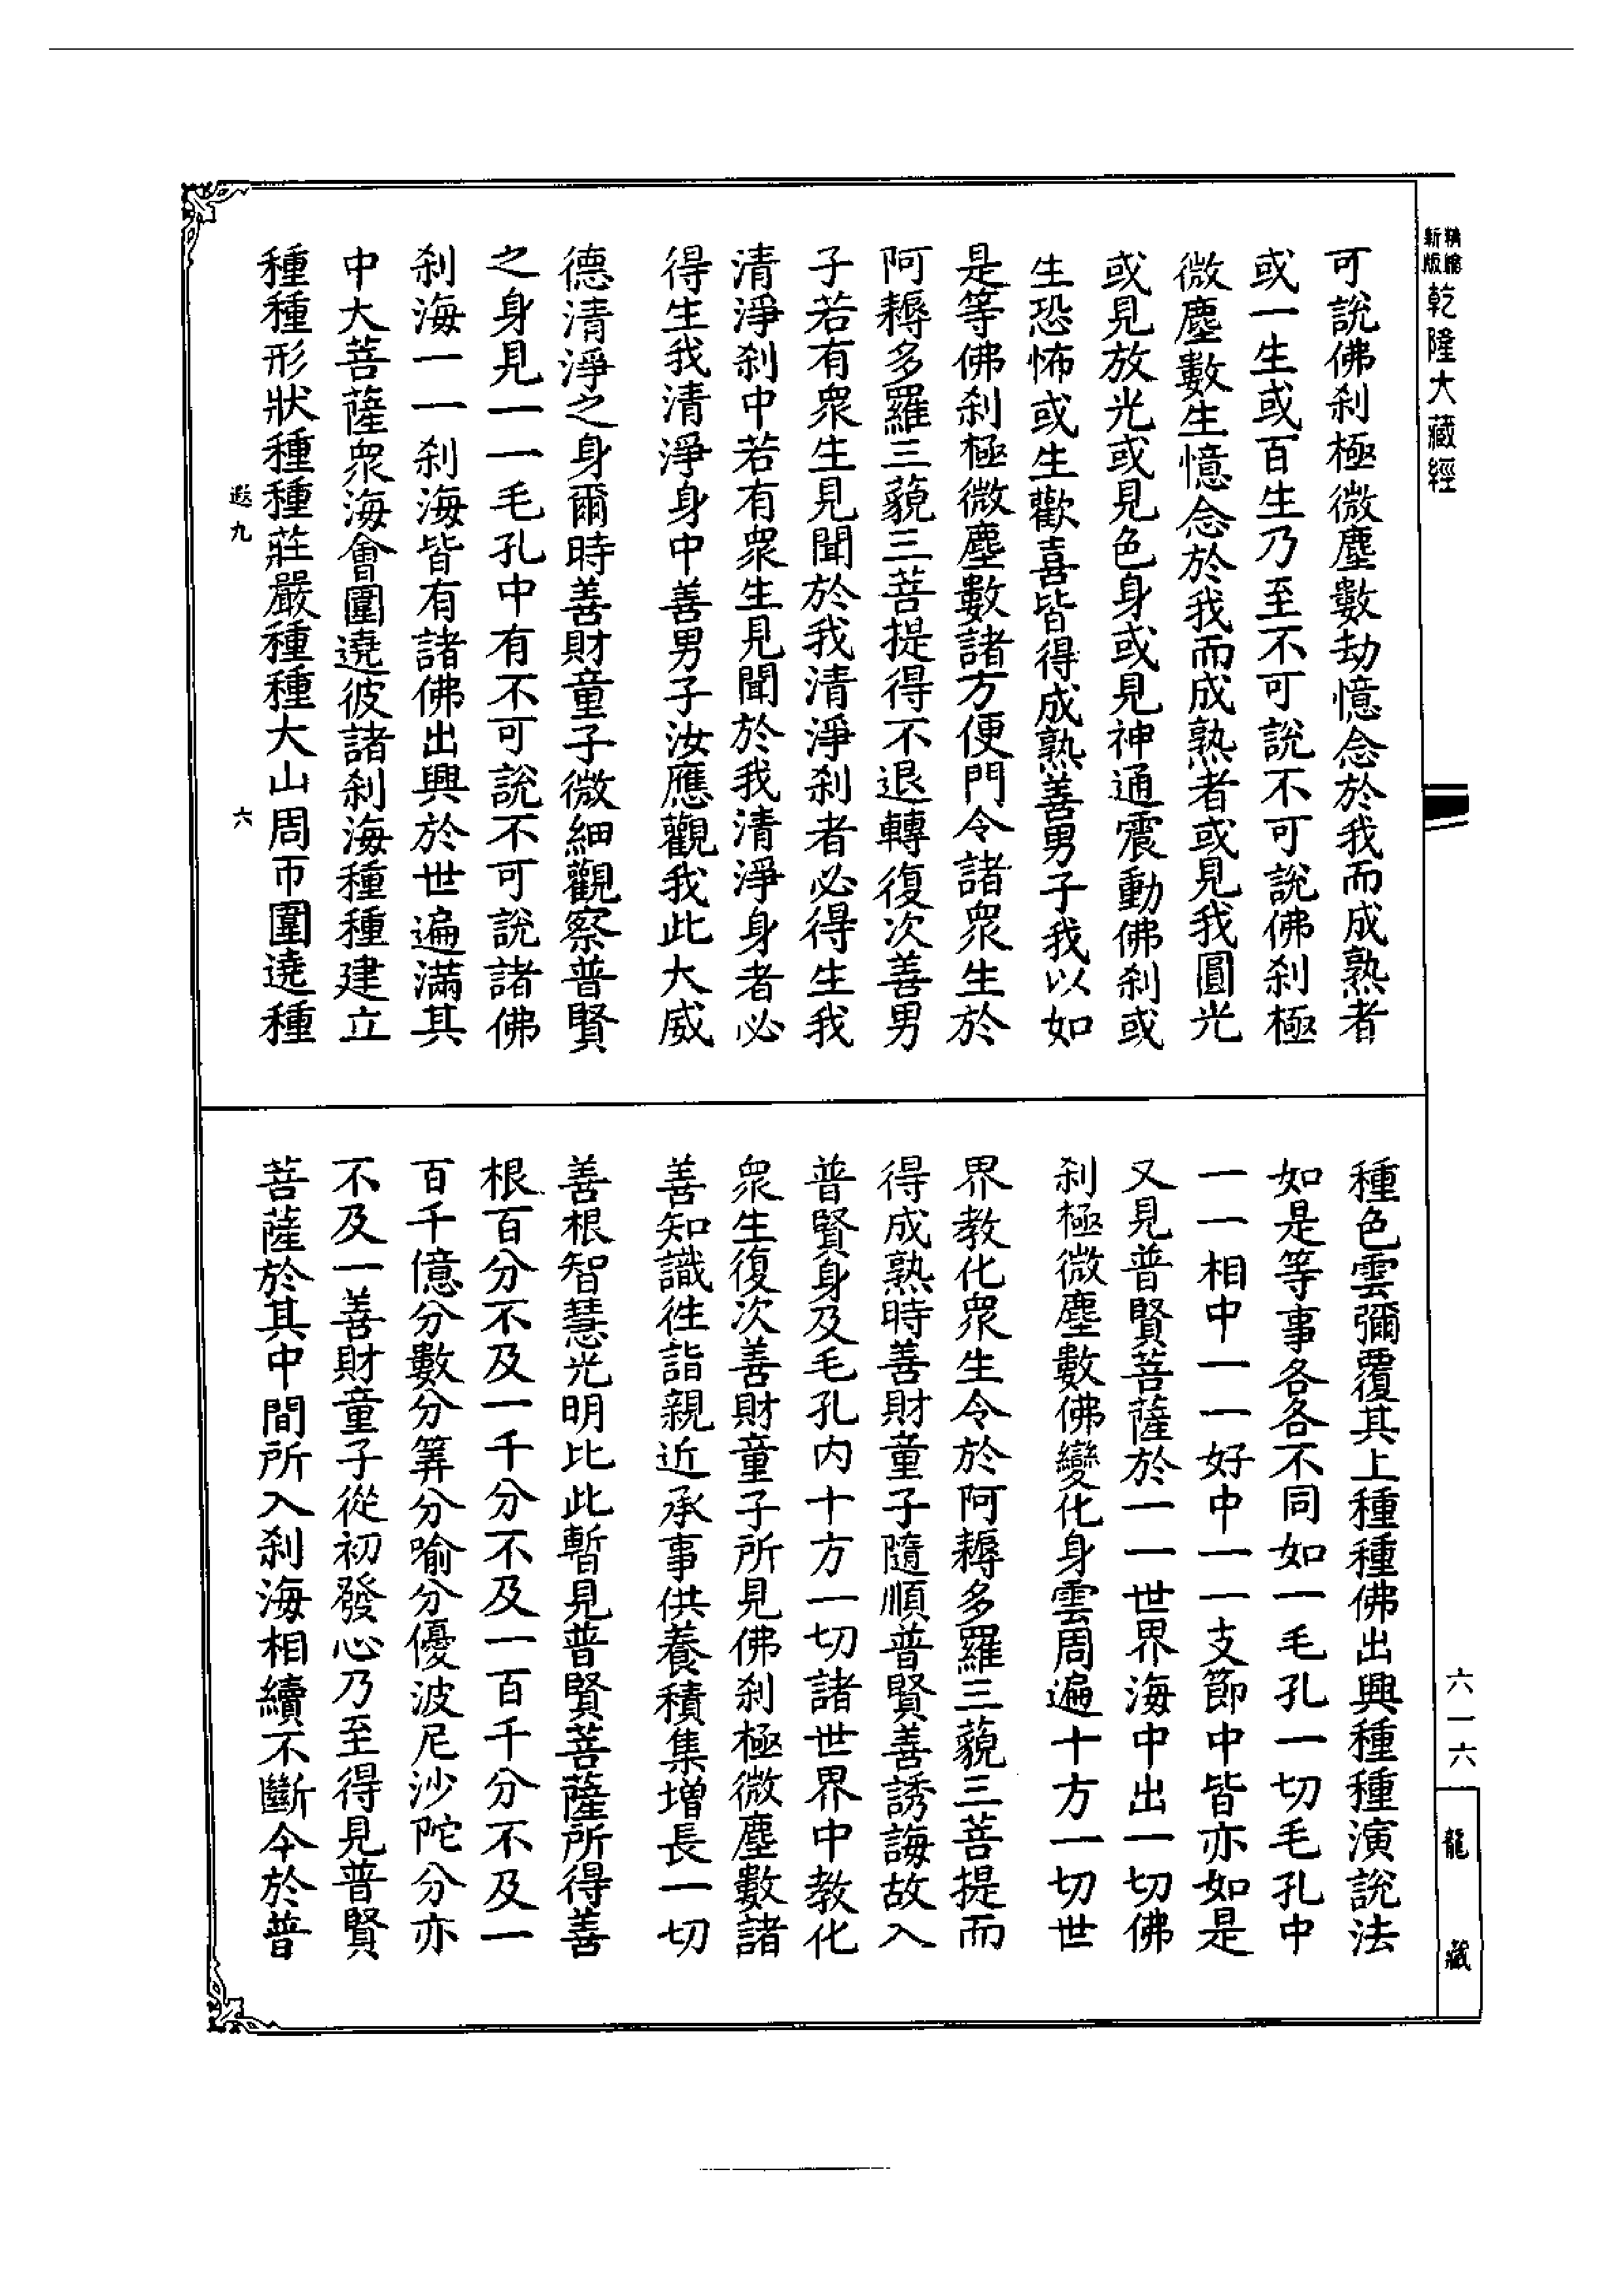 精縮新版乾隆大藏經
可說佛刹極微塵數劫憶念於我而成熟者
或一生或百生乃至不可說不可說佛刹極
微塵數生憶念於我而成熟者或見我圓光
或見放光或見色身或見神通震動佛刹或
生恐怖或生歡喜皆得成熟善男子我以如
是等佛刹極微塵數諸方便門令諸衆生於
阿耨多羅三藐三菩提得不退轉復次善男
子若有衆生見聞於我清淨刹者必得生我
清淨刹中若有衆生見聞於我清淨身者必
得生我清淨身中善男子汝應觀我此大威
德清淨之身爾時善財童子微細觀察普賢
之身見一一毛孔中有不可說不可說諸佛
刹海一一刹海皆有諸佛出興於世遍滿其
中大菩薩衆海會圍遶彼諸刹海種種建立
種種形狀種種莊嚴種種大山周帀圍遶種
遐九 六
種色雲彌覆其上種種佛出興種種演說法
如是等事各各不同如一毛孔一切毛孔中
一一相中一一好中一一支節中皆亦如是
又見普賢菩薩於一一世界海中出一切佛
刹極微塵數佛變化身雲周遍十方一切世
界教化衆生令於阿耨多羅三藐三菩提而
得成熟時善財童子隨順普賢善誘誨故入
普賢身及毛孔內十方一切諸世界中教化
衆生復次善財童子所見佛刹極微塵數諸
善知識往詣親近承事供養積集增長一切
善根智慧光明比此暫見普賢菩薩所得善
根百分不及一千分不及一百千分不及一
百千億分數分筭分喻分優波尼沙陀分亦
不及一善財童子從初發心乃至得見普賢
菩薩於其中間所入刹海相續不斷今於普
六一六
龍藏